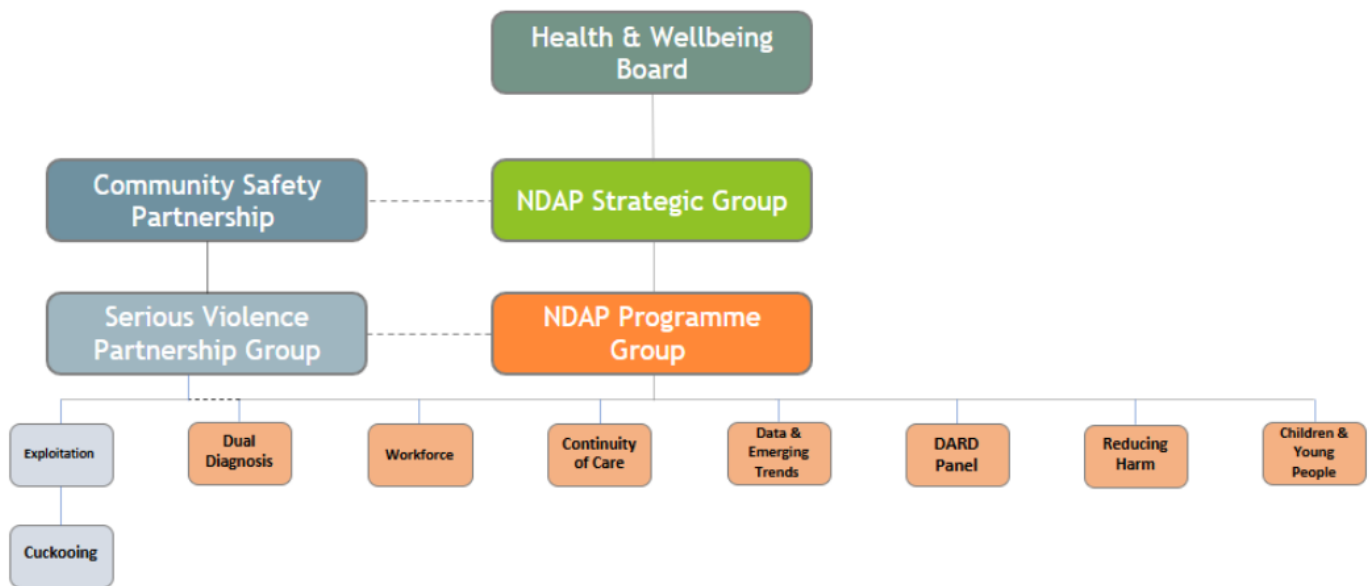 Health & Wellbeing
Board
Community Safety
Partnership
NDAP Strategic Group
Serious Violence
Partnership Group
NDAP Programme
Group
Exploitation
Dual
Diagnosis
Workforce
Continuity
of Care
Data &
Emerging
Trends
DARD
Panel
Reducing
Harm
Children &
Young
People
Cuckooing